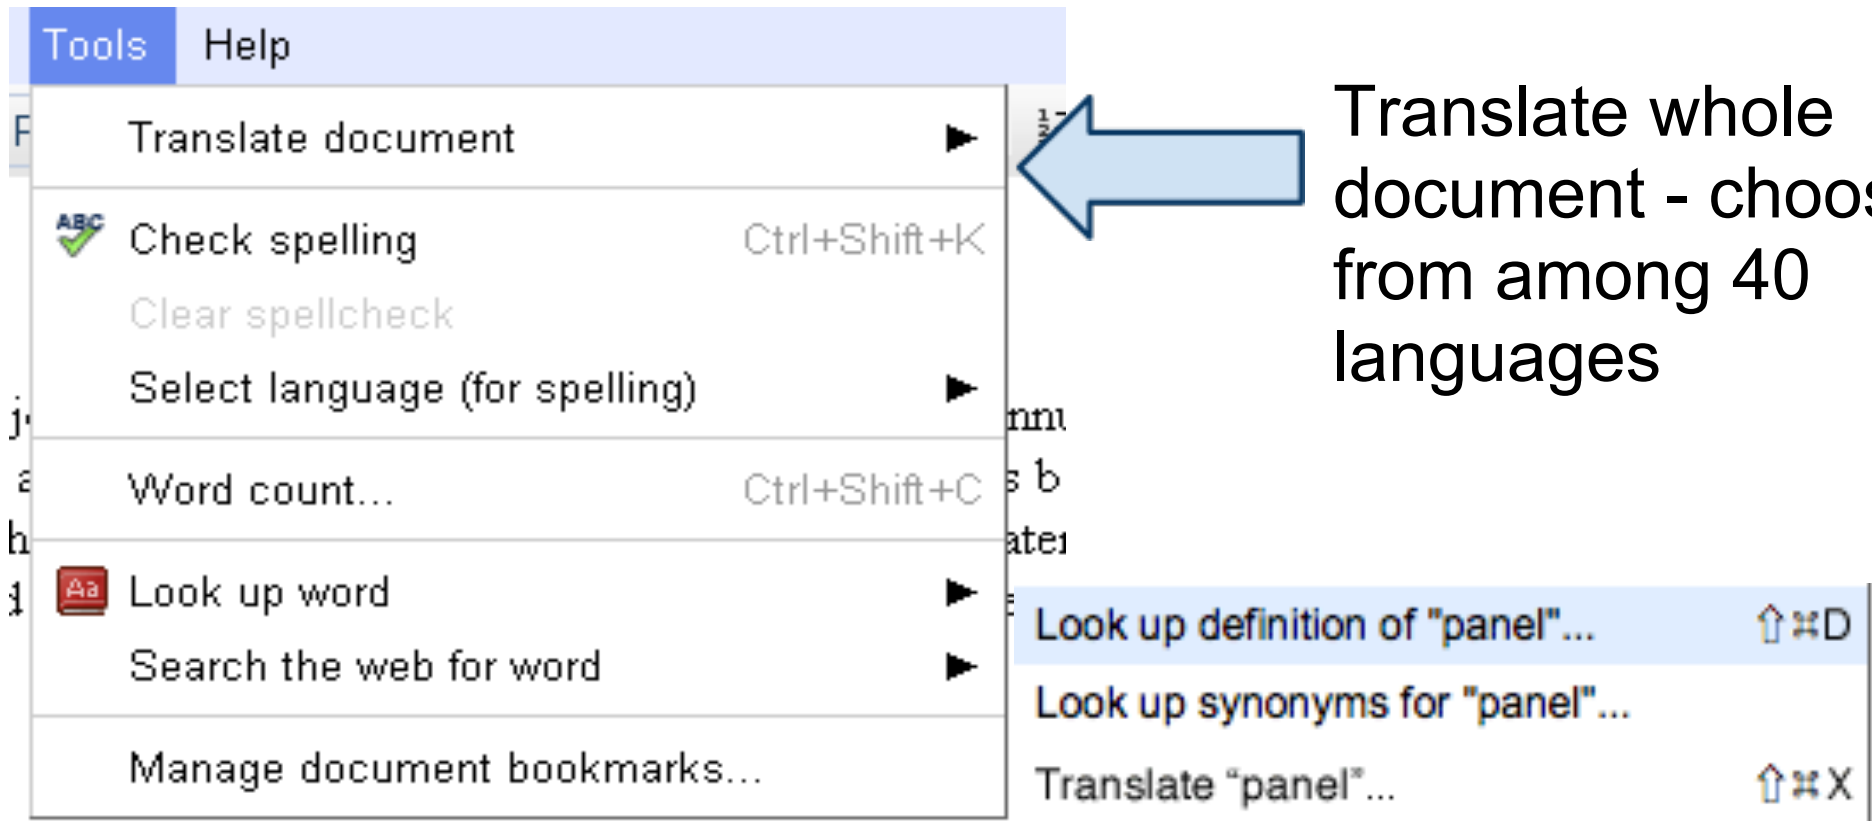 Tools Help
Translate document
ABC Check spelling Ctrl+Shift+K
Clear spellcheck
Select language (for spelling)
Word count... Ctrl+Shift+C
Aa Look up word
Search the web for word
Manage document bookmarks...
Translate whole
document - choos
from among 40
languages
Look up definition of "panel"... ⇧⌘D
Look up synonyms for "panel"...
Translate “panel”... ⇧⌘X